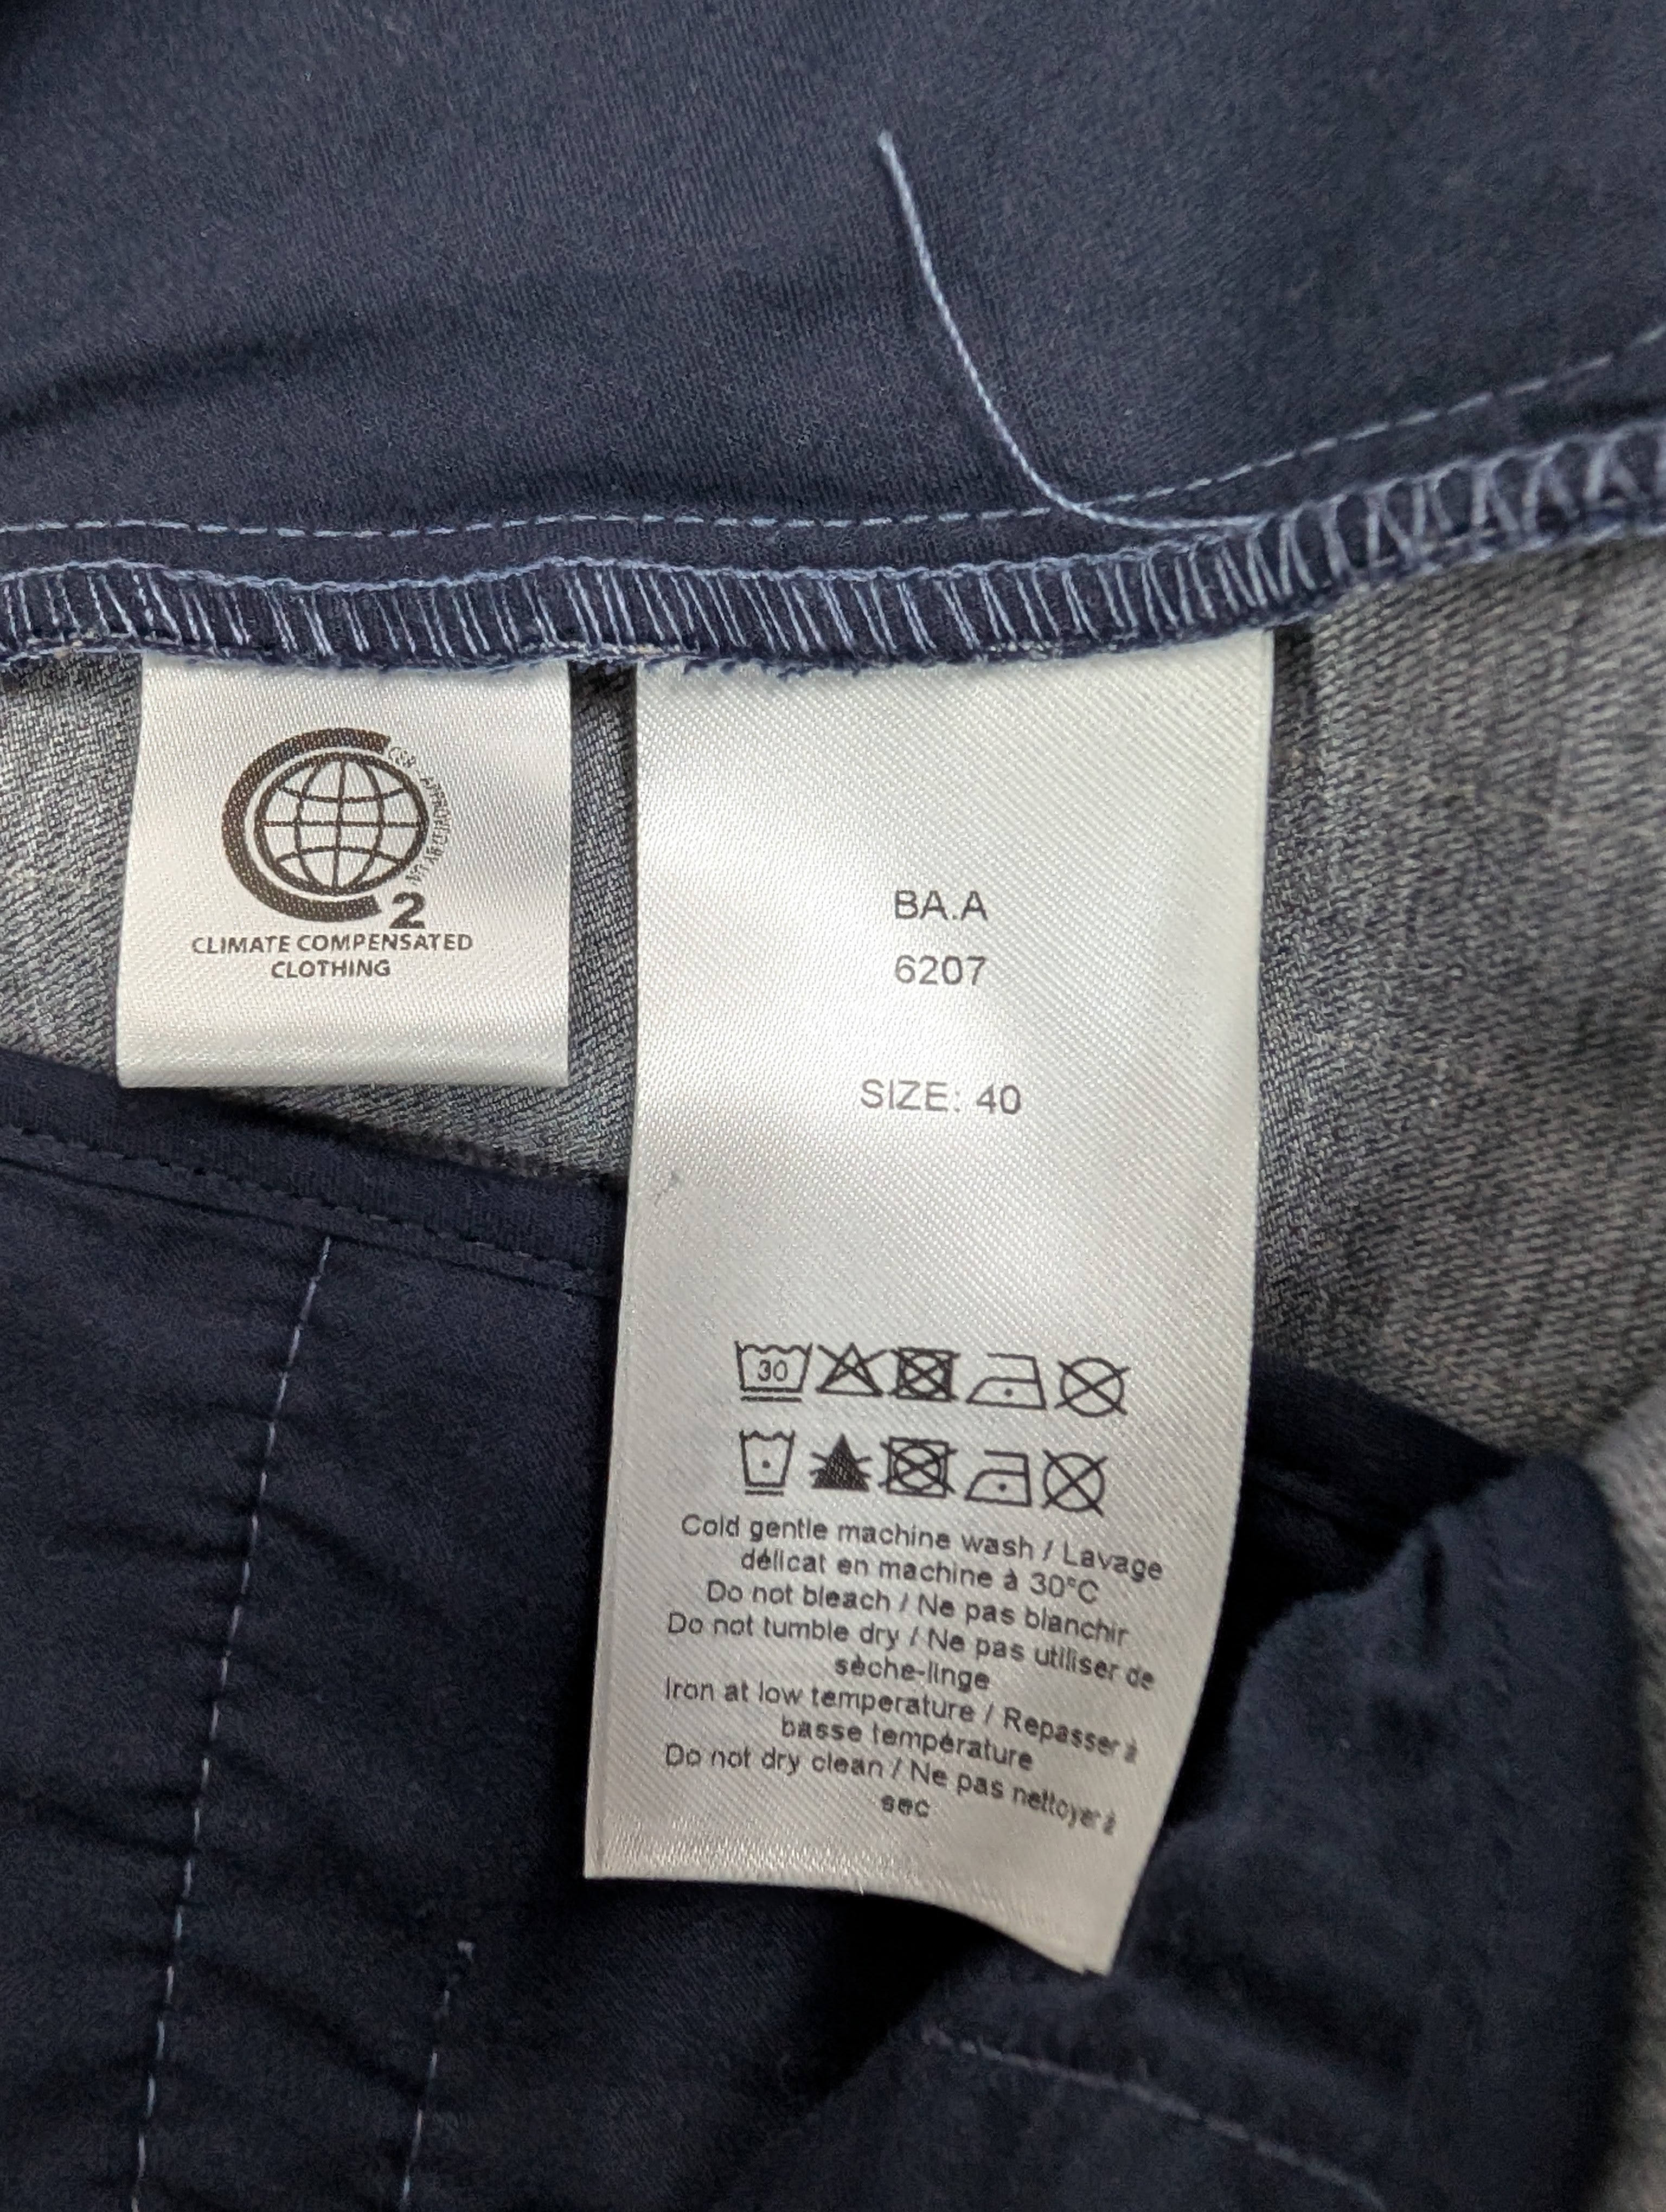 2
CLIMATE COMPENSATED
CLOTHING
BA.A
6207
SIZE: 40
30
Cold gentle machine wash / Lavage
délicat en machine à 30°C
Do not bleach / Ne pas blanchir
Do not tumble dry / Ne pas utiliser de
sèche-linge
Iron at low temperature / Repasser à
basse température
Do not dry clean / Ne pas nettoyer à
sec